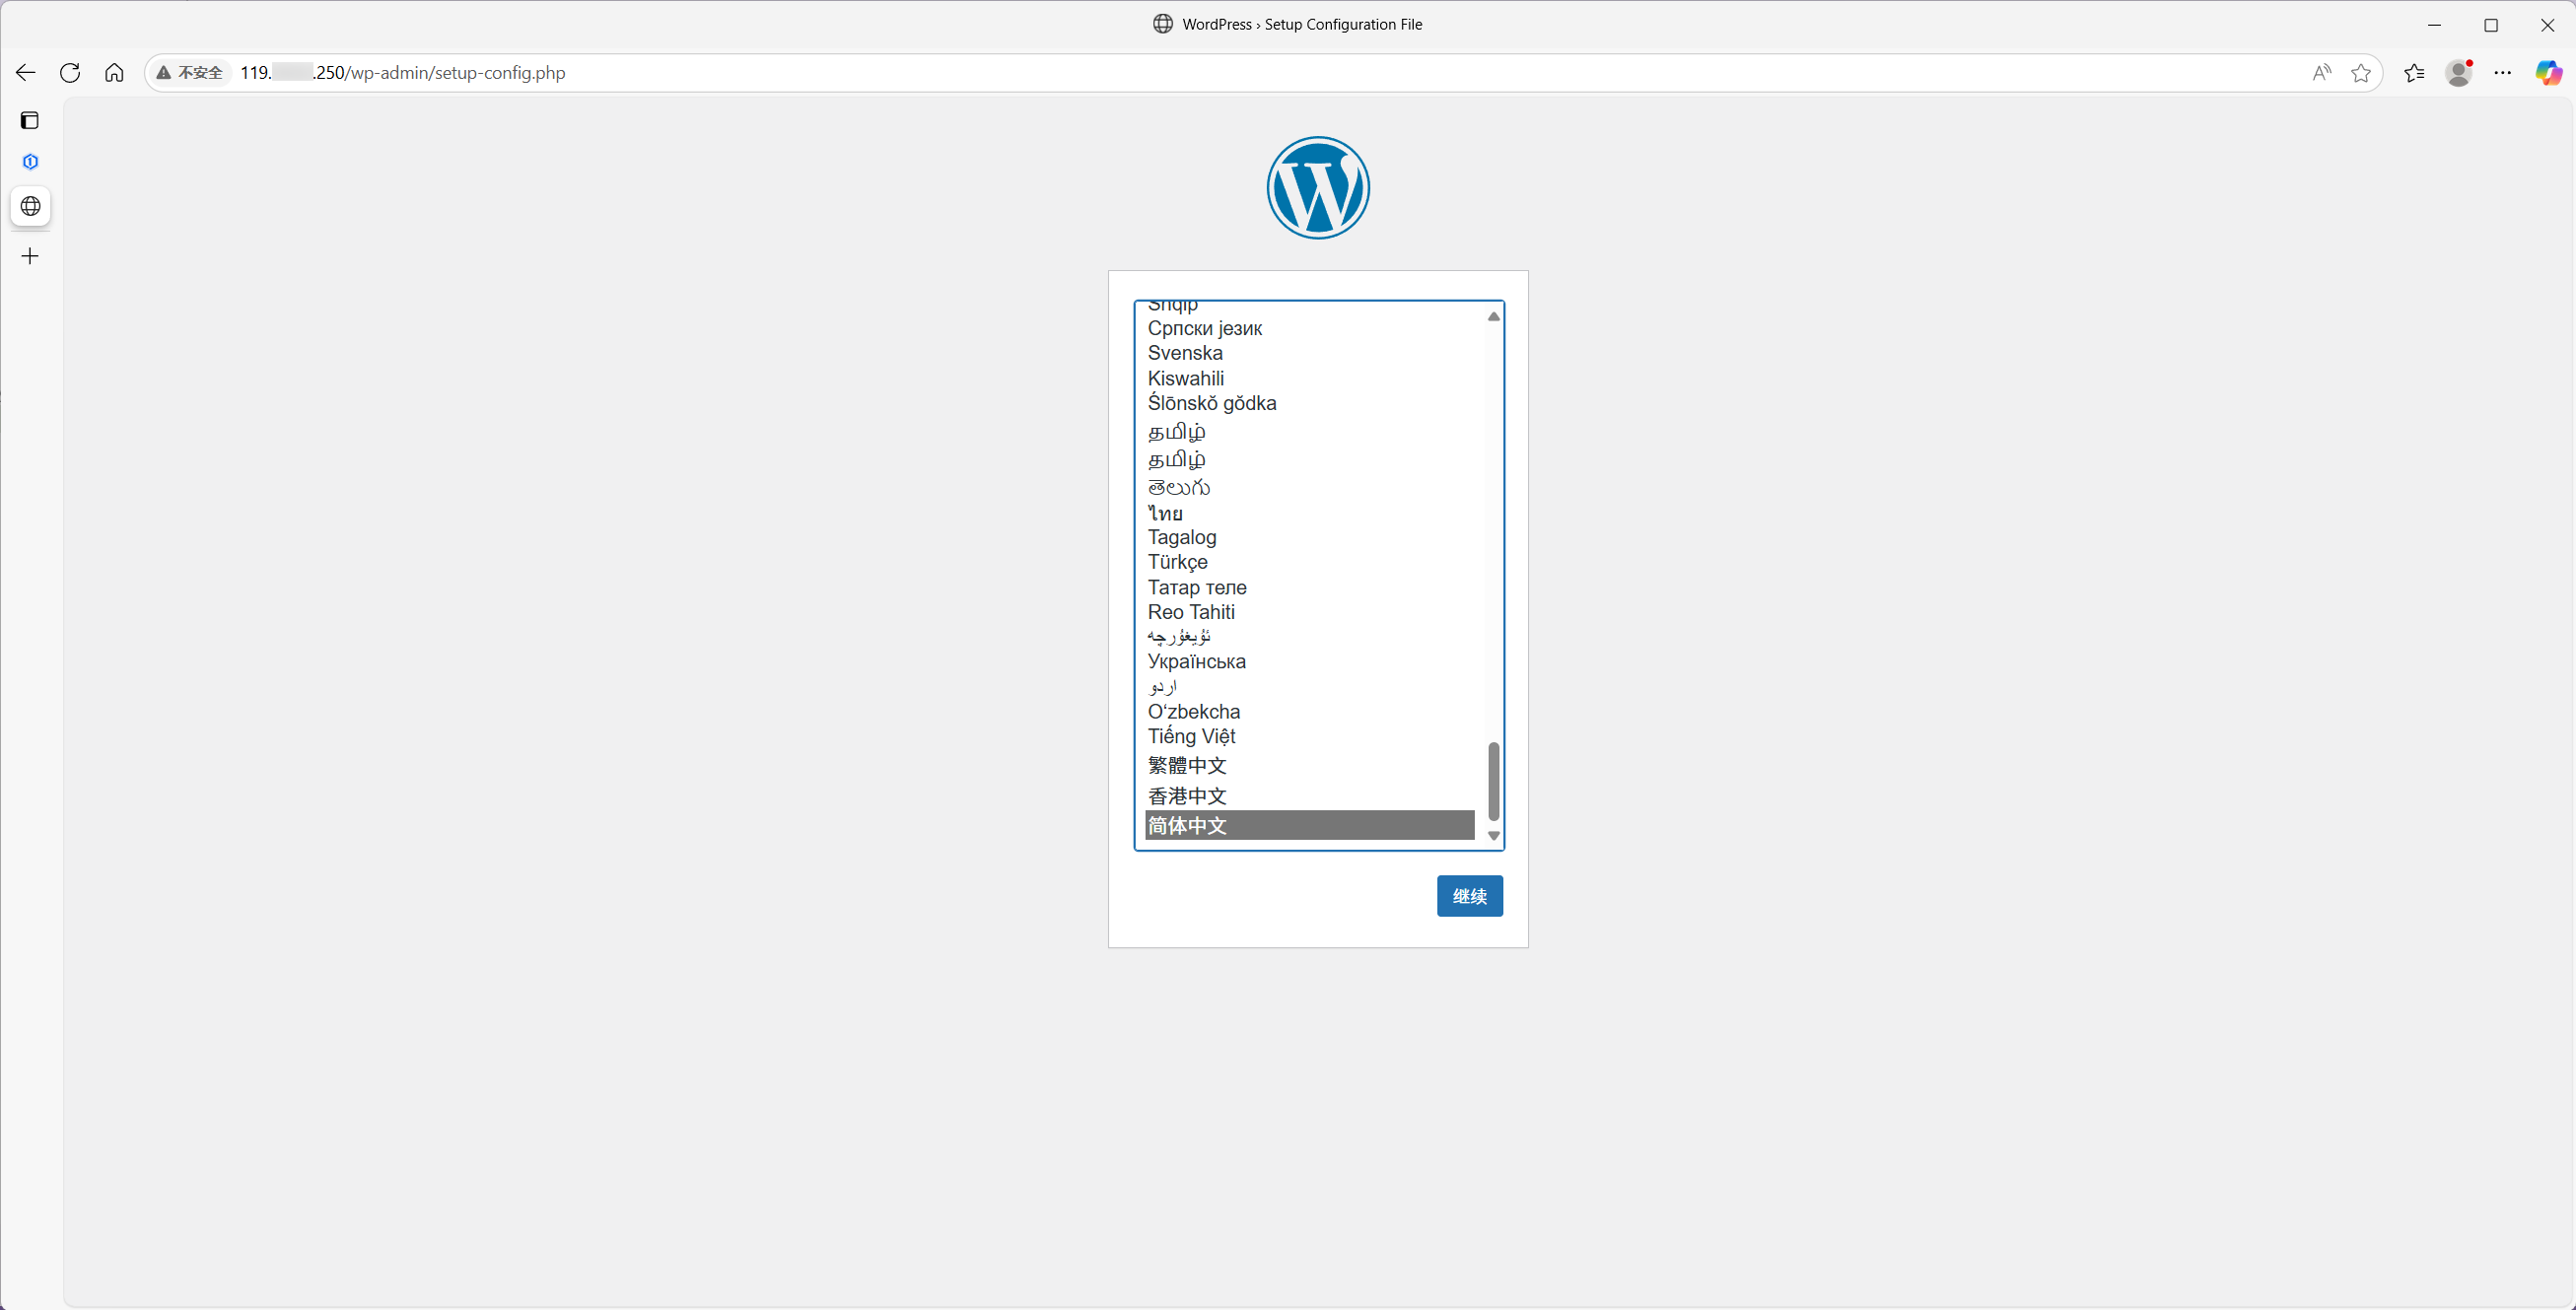 WordPress › Setup Configuration File
不安全 119. .250/wp-admin/setup-config.php
Shqip
Српски језик
Svenska
Kiswahili
Ślōnskŏ gŏdka
தமிழ்
தமிழ்
తెలుగు
ไทย
Tagalog
Türkçe
Татар теле
Reo Tahiti
ئۇيغۇرچە
Українська
اردو
O‘zbekcha
Tiếng Việt
繁體中文
香港中文
简体中文
继续